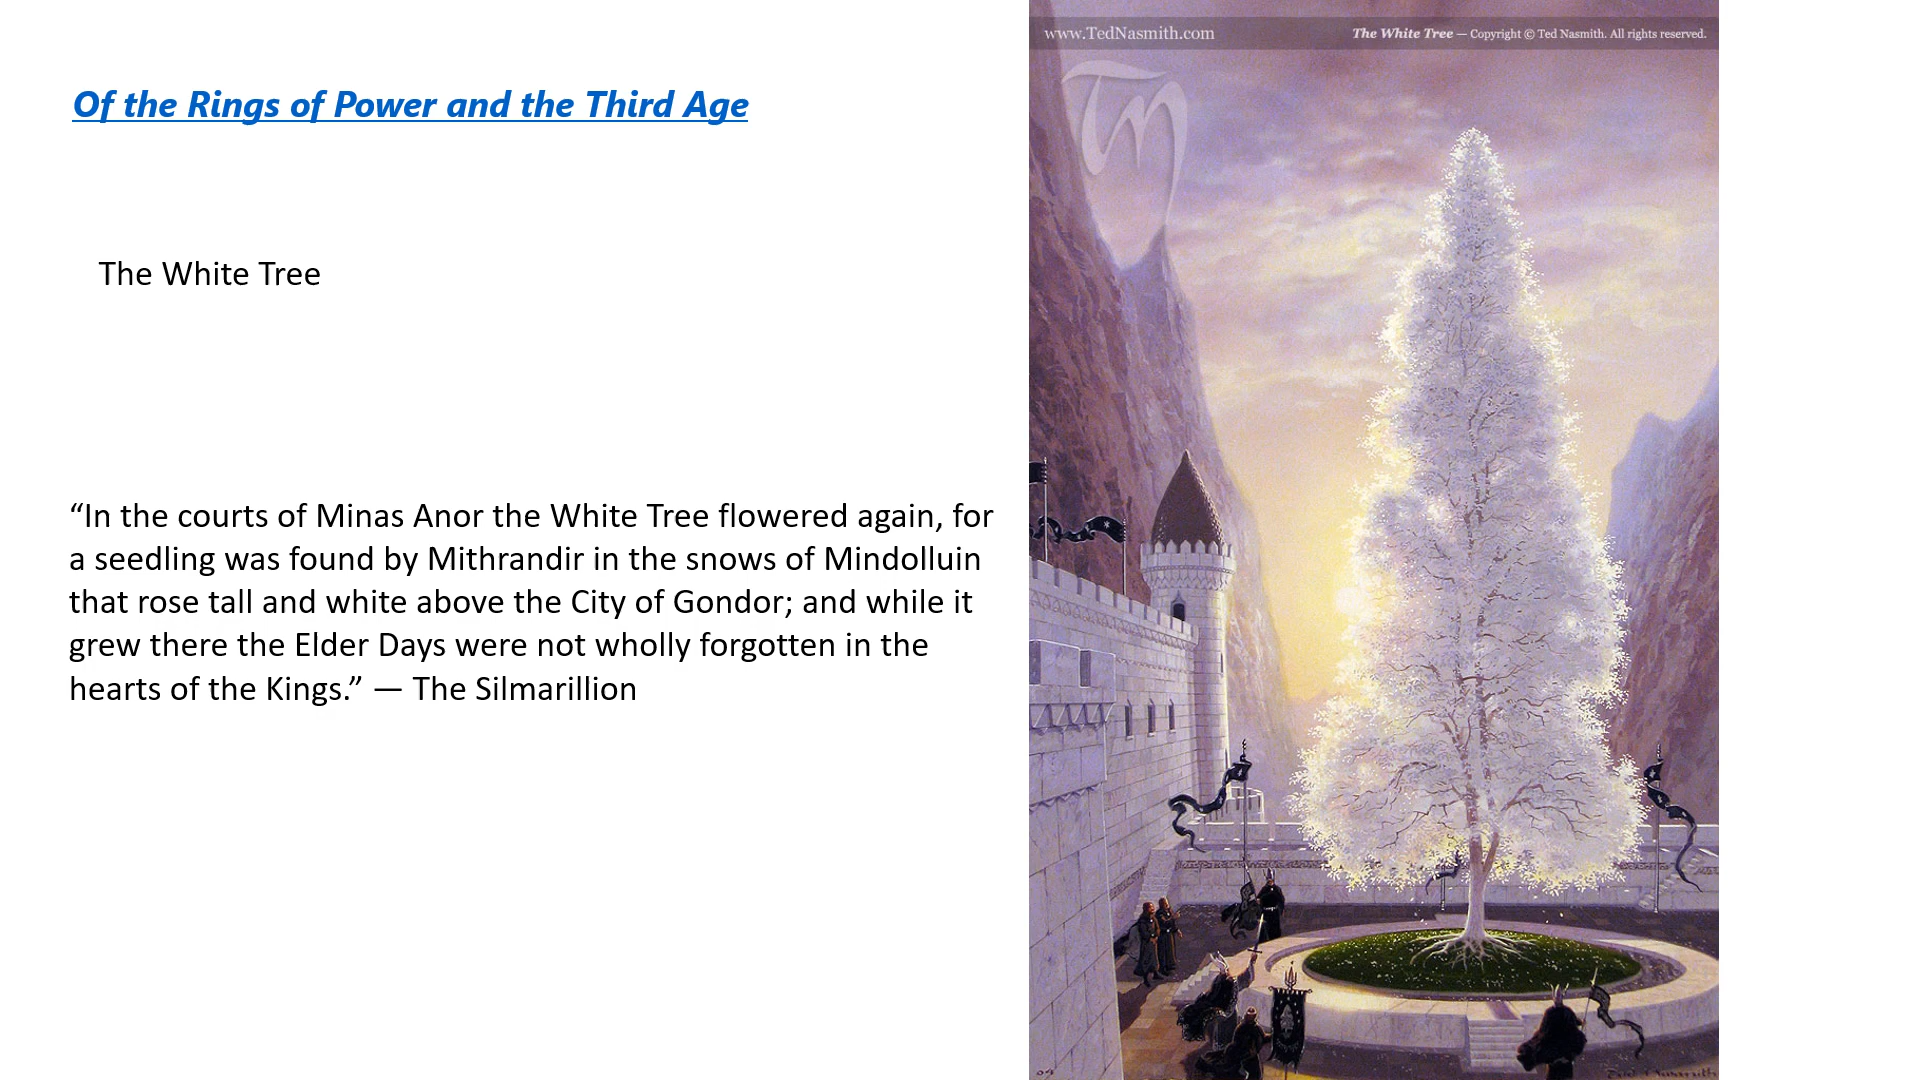 www.TedNasmith.com
The White Tree — Copyright © Ted Nasmith. All rights reserved.
Of the Rings of Power and the Third Age
The White Tree
“In the courts of Minas Anor the White Tree flowered again, for
a seedling was found by Mithrandir in the snows of Mindolluin
that rose tall and white above the City of Gondor; and while it
grew there the Elder Days were not wholly forgotten in the
hearts of the Kings.” — The Silmarillion